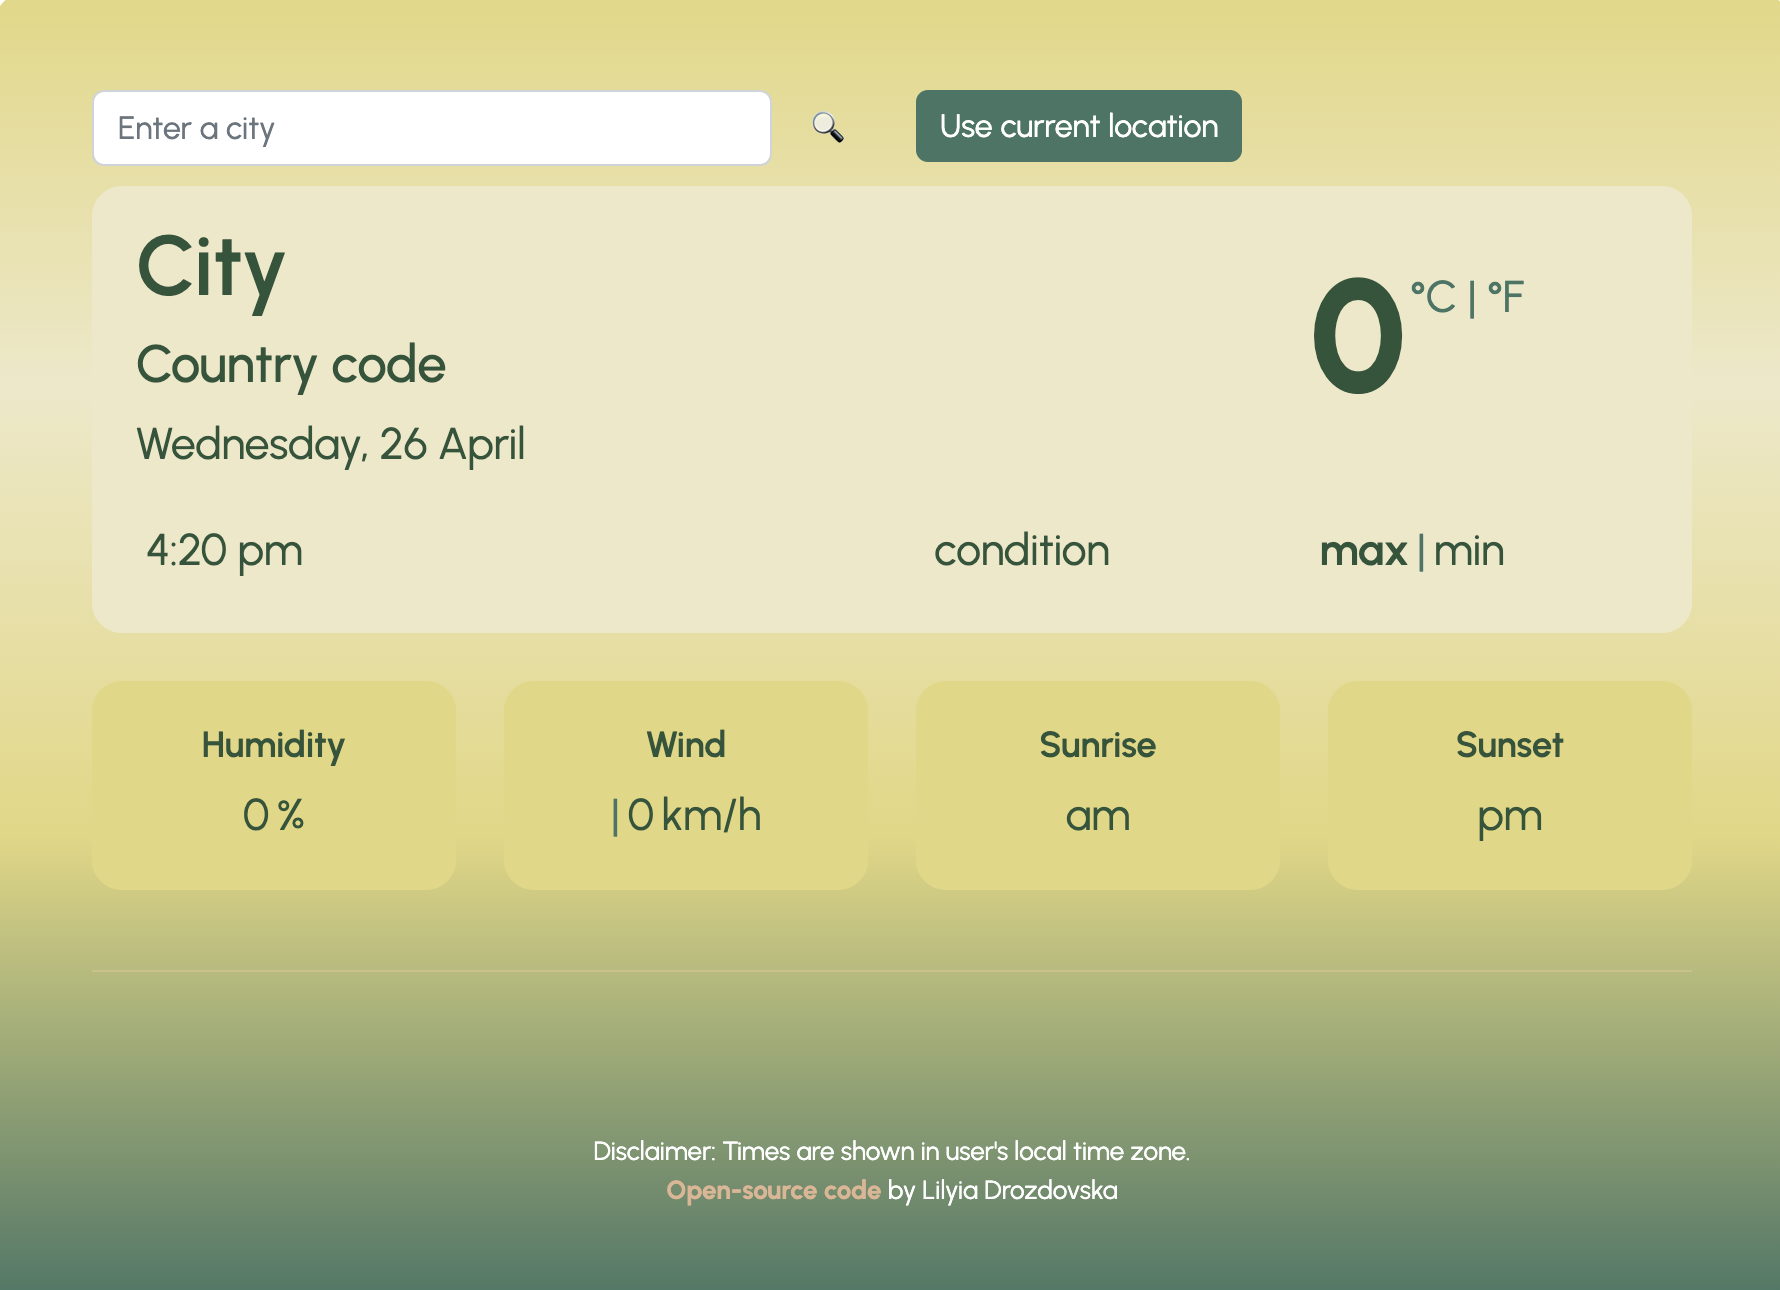 Enter a city
Use current location
City
0 °C | °F
Country code
Wednesday, 26 April
4:20 pm
condition
max | min
Humidity
0 %
Wind
| 0 km/h
Sunrise
am
Sunset
pm
Disclaimer: Times are shown in user's local time zone.
Open-source code by Lilyia Drozdovska